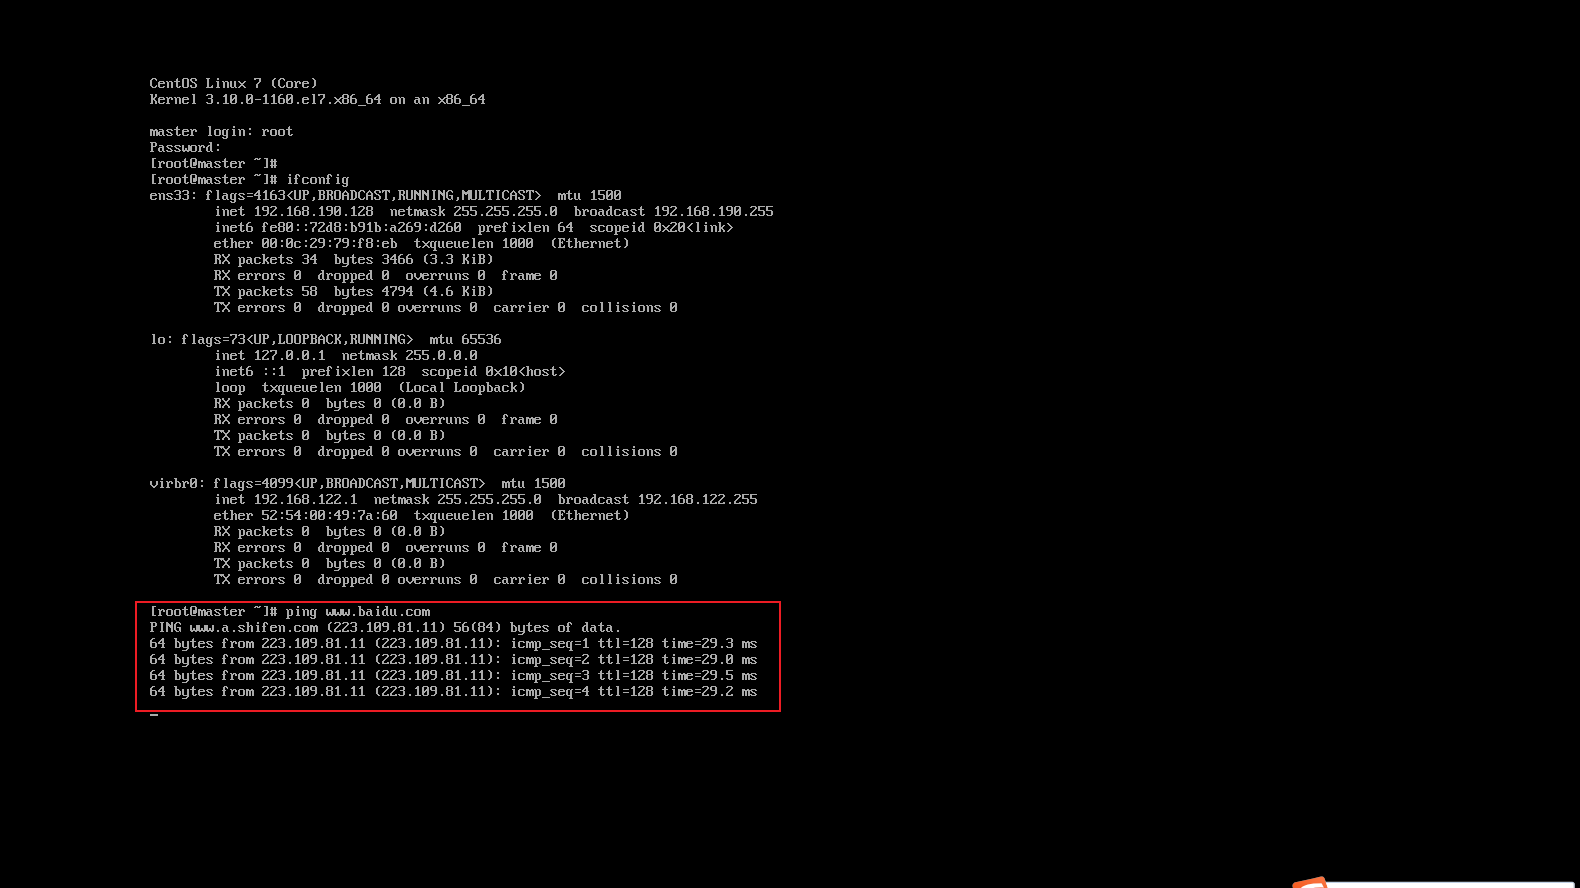 CentOS Linux 7 (Core)
Kernel 3.10.0-1160.el7.x86_64 on an x86_64
master login: root
Password:
[root@master ~]#
[root@master ~]# ifconfig
ens33: flags=4163<UP,BROADCAST,RUNNING,MULTICAST>  mtu 1500
        inet 192.168.190.128  netmask 255.255.255.0  broadcast 192.168.190.255
        inet6 fe80::72d8:b91b:a269:d260  prefixlen 64  scopeid 0x20<link>
        ether 00:0c:29:79:f8:eb  txqueuelen 1000  (Ethernet)
        RX packets 34  bytes 3466 (3.3 KiB)
        RX errors 0  dropped 0  overruns 0  frame 0
        TX packets 58  bytes 4794 (4.6 KiB)
        TX errors 0  dropped 0 overruns 0  carrier 0  collisions 0
lo: flags=73<UP,LOOPBACK,RUNNING>  mtu 65536
        inet 127.0.0.1  netmask 255.0.0.0
        inet6 ::1  prefixlen 128  scopeid 0x10<host>
        loop  txqueuelen 1000  (Local Loopback)
        RX packets 0  bytes 0 (0.0 B)
        RX errors 0  dropped 0  overruns 0  frame 0
        TX packets 0  bytes 0 (0.0 B)
        TX errors 0  dropped 0 overruns 0  carrier 0  collisions 0
virbr0: flags=4099<UP,BROADCAST,MULTICAST>  mtu 1500
        inet 192.168.122.1  netmask 255.255.255.0  broadcast 192.168.122.255
        ether 52:54:00:49:7a:60  txqueuelen 1000  (Ethernet)
        RX packets 0  bytes 0 (0.0 B)
        RX errors 0  dropped 0  overruns 0  frame 0
        TX packets 0  bytes 0 (0.0 B)
        TX errors 0  dropped 0 overruns 0  carrier 0  collisions 0
[root@master ~]# ping www.baidu.com
PING www.a.shifen.com (223.109.81.11) 56(84) bytes of data.
64 bytes from 223.109.81.11 (223.109.81.11): icmp_seq=1 ttl=128 time=29.3 ms
64 bytes from 223.109.81.11 (223.109.81.11): icmp_seq=2 ttl=128 time=29.0 ms
64 bytes from 223.109.81.11 (223.109.81.11): icmp_seq=3 ttl=128 time=29.5 ms
64 bytes from 223.109.81.11 (223.109.81.11): icmp_seq=4 ttl=128 time=29.2 ms